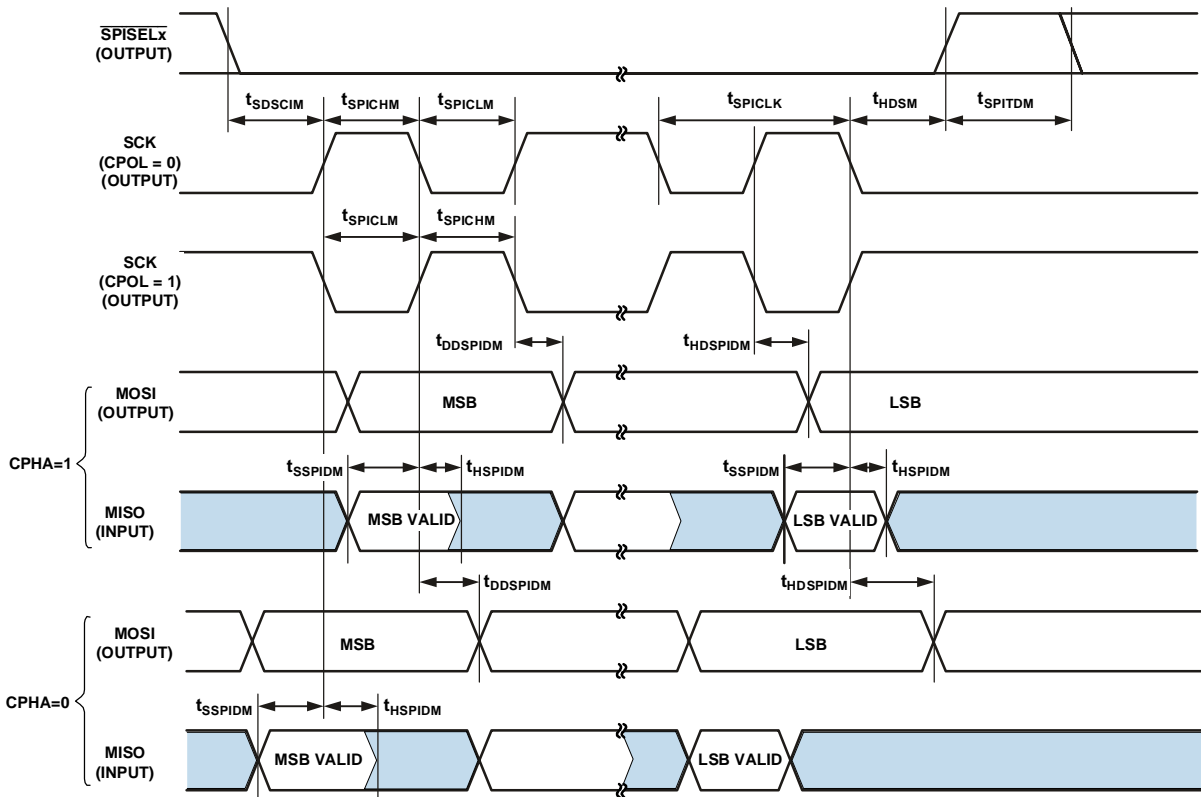 SPISELx
(OUTPUT)
tSDSCIM tSPICHM tSPICLM tSPICLK tHDSM tSPITDM
SCK
(CPOL = 0)
(OUTPUT)
tSPICLM tSPICHM
SCK
(CPOL = 1)
(OUTPUT)
tDDSPIDM tHDSPIDM
CPHA=1
MOSI
(OUTPUT)
MSB LSB
tSSPIDM tHSPIDM tSSPIDM tHSPIDM
MISO
(INPUT)
MSB VALID LSB VALID
tDDSPIDM tHDSPIDM
CPHA=0
MOSI
(OUTPUT)
MSB LSB
tSSPIDM tHSPIDM
MISO
(INPUT)
MSB VALID LSB VALID